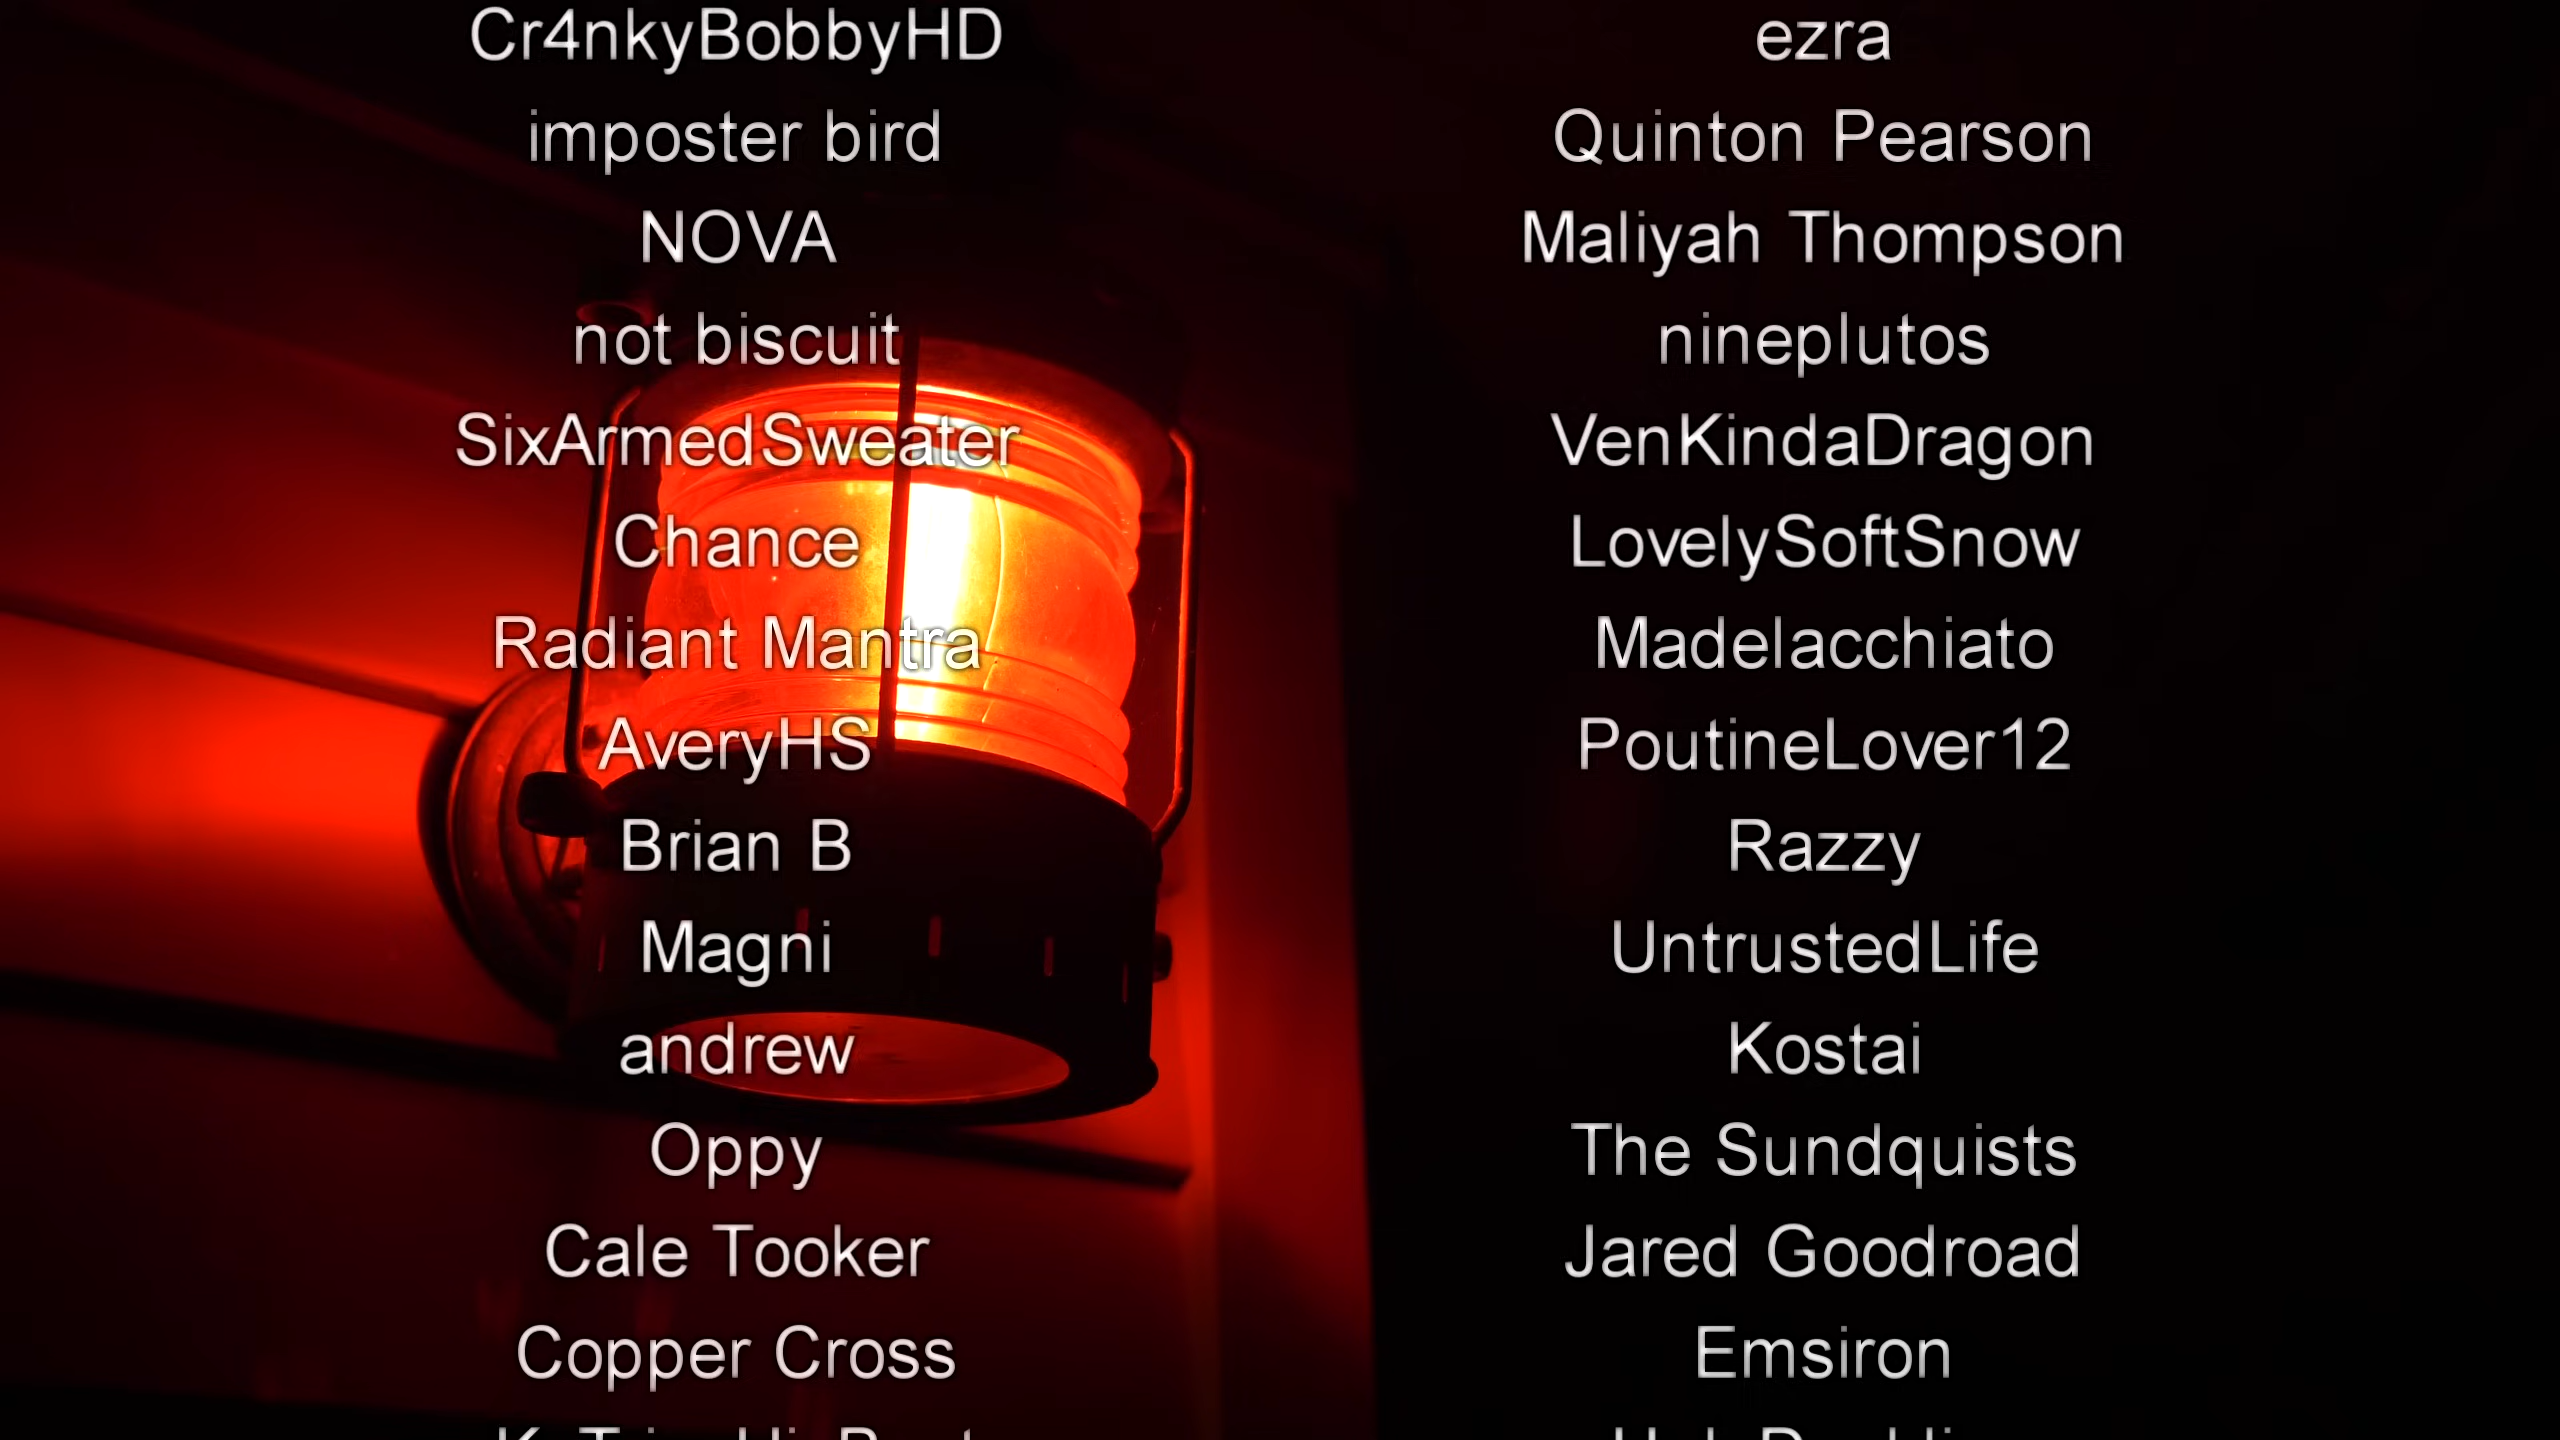 Cr4nkyBobbyHD
imposter bird
NOVA
not biscuit
SixArmedSweater
Chance
Radiant Mantra
AveryHS
Brian B
Magni
andrew
Oppy
Cale Tooker
Copper Cross
ezra
Quinton Pearson
Maliyah Thompson
nineplutos
VenKindaDragon
LovelySoftSnow
Madelacchiato
PoutineLover12
Razzy
UntrustedLife
Kostai
The Sundquists
Jared Goodroad
Emsiron